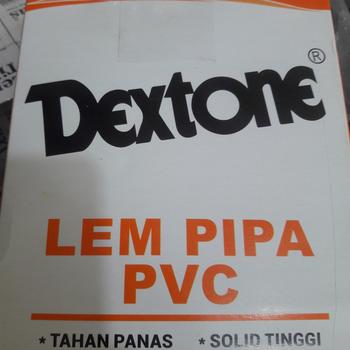 Dextone®
LEM PIPA
PVC
* TAHAN PANAS * SOLID TINGGI